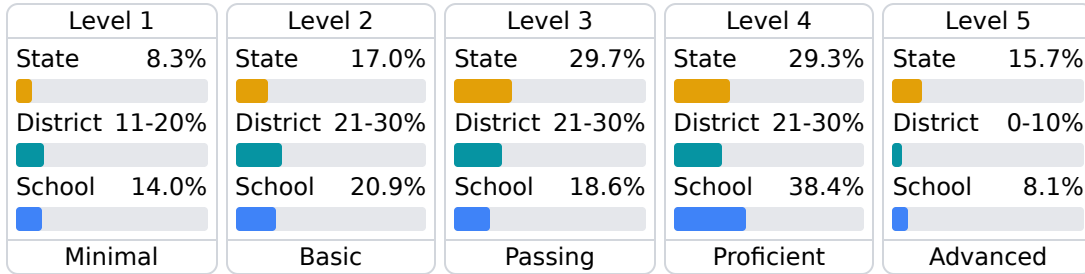 Level 1
State 8.3%
District 11-20%
School 14.0%
Minimal
Level 2
State 17.0%
District 21-30%
School 20.9%
Basic
Level 3
State 29.7%
District 21-30%
School 18.6%
Passing
Level 4
State 29.3%
District 21-30%
School 38.4%
Proficient
Level 5
State 15.7%
District 0-10%
School 8.1%
Advanced